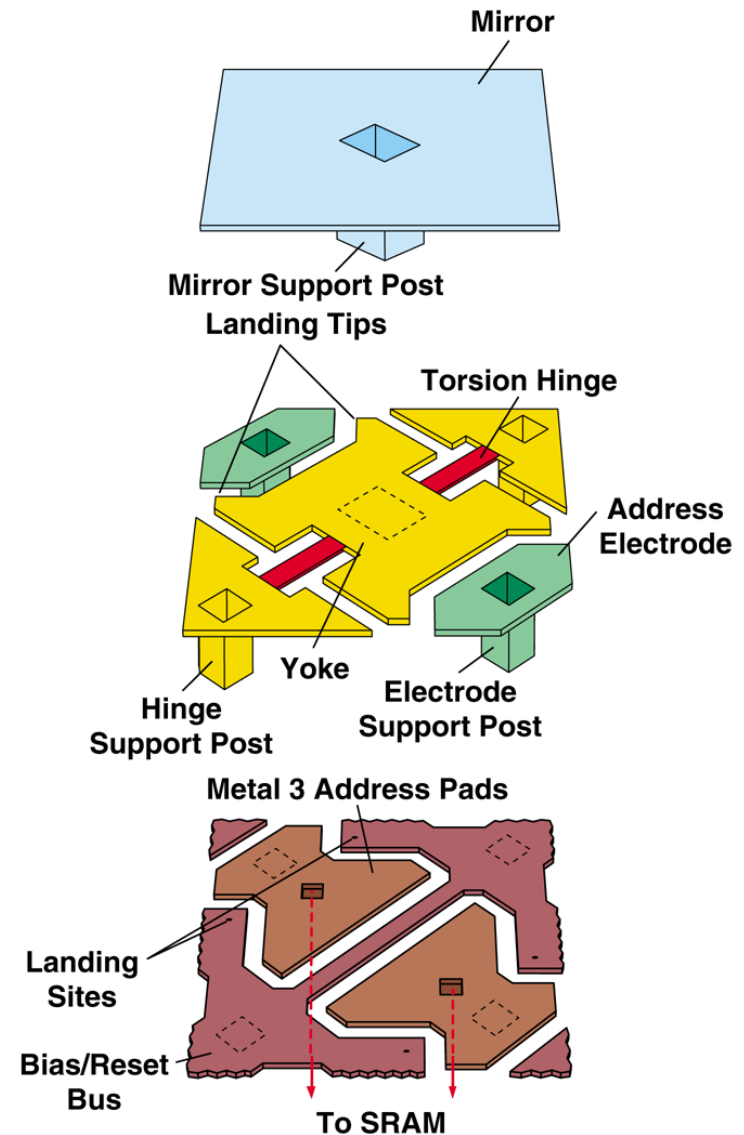 Mirror
Mirror Support Post
Landing Tips
Torsion Hinge
Address
Electrode
Yoke
Electrode
Support Post
Hinge
Support Post
Metal 3 Address Pads
Landing
Sites
Bias/Reset
Bus
To SRAM